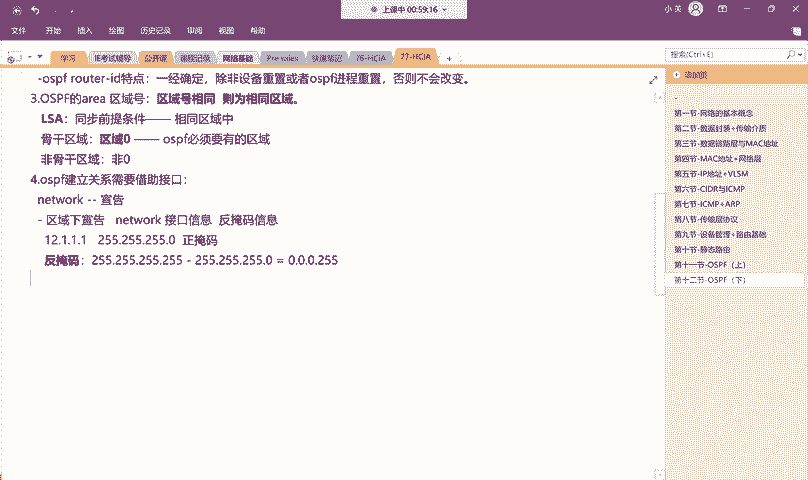 上课中 00:59:16
小 英
文件 开始 插入 绘图 历史记录 审阅 视图 帮助
学习 IE考试辅导 公开课 网络基础 快速笔记 76-HCIA 77-HCIA +
搜索(Ctrl+E)
添加页
-ospf router-id特点：一经确定，除非设备重置或者ospf进程重置，否则不会改变。
3.OSPF的area 区域号：区域号相同 则为相同区域。
LSA：同步前提条件—— 相同区域中
骨干区域：区域0 —— ospf必须要有的区域
非骨干区域：非0
4.ospf建立关系需要借助接口：
network -- 宣告
- 区域下宣告 network 接口信息 反掩码信息
12.1.1.1 255.255.255.0 正掩码
反掩码：255.255.255.255 - 255.255.255.0 = 0.0.0.255
第一节-网络的基本概念
第二节-数据封装+传输介质
第三节-数据链路层与MAC地址
第四节-MAC地址+网络层
第五节-IP地址+VLSM
第六节-CIDR与ICMP
第七节-ICMP+ARP
第八节-传输层协议
第九节-设备管理+路由基础
第十节-静态路由
第十一节-OSPF（上）
第十二节-OSPF（下）